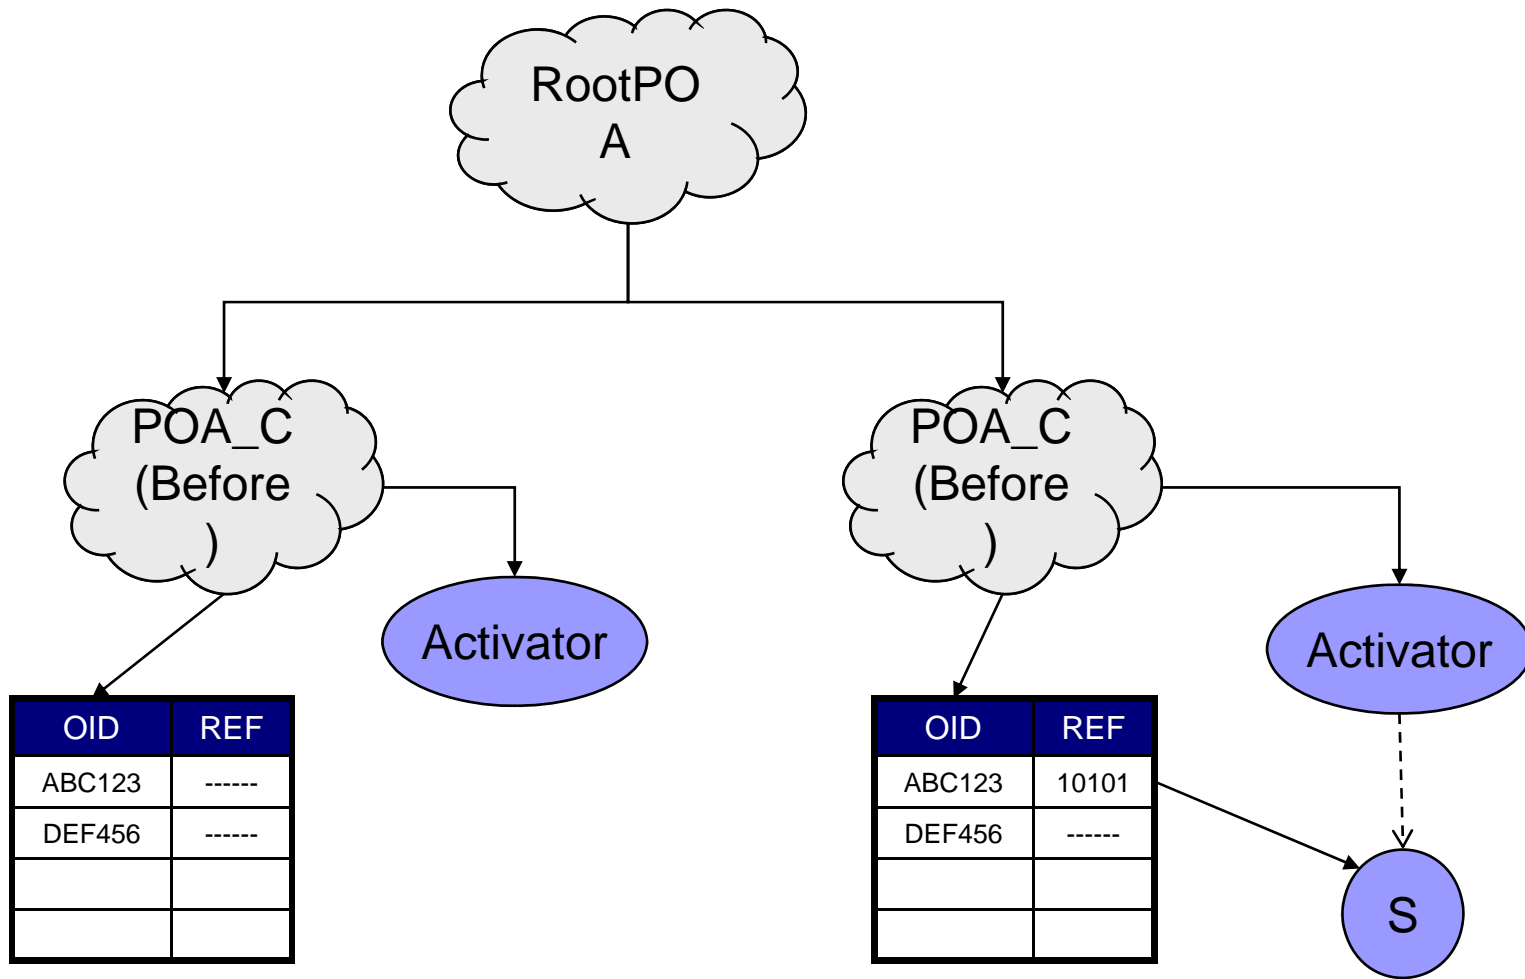 RootPO
A
POA_C
(Before
)
POA_C
(Before
)
Activator
Activator
OID REF
ABC123 ------
DEF456 ------
OID REF
ABC123 10101
DEF456 ------
S